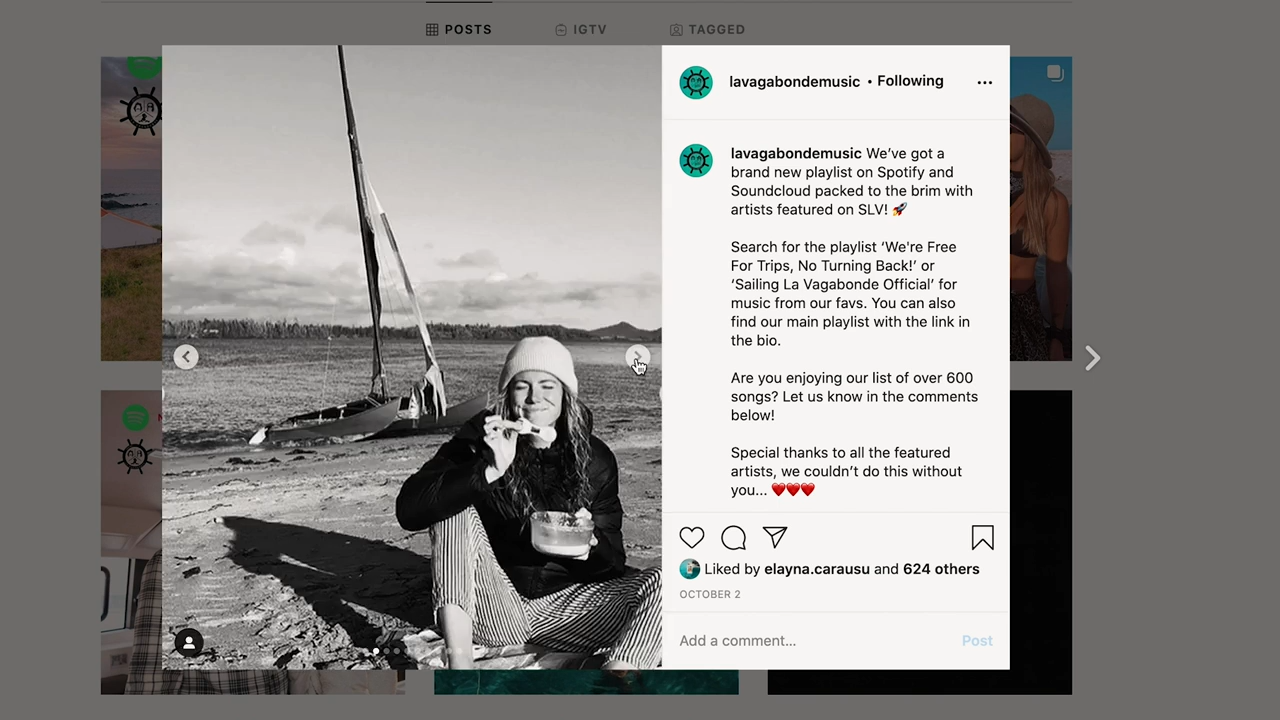 POSTS
IGTV
TAGGED
lavagabondemusic • Following
lavagabondemusic We’ve got a
brand new playlist on Spotify and
Soundcloud packed to the brim with
artists featured on SLV! 🚀
Search for the playlist ‘We're Free
For Trips, No Turning Back!’ or
‘Sailing La Vagabonde Official’ for
music from our favs. You can also
find our main playlist with the link in
the bio.
Are you enjoying our list of over 600
songs? Let us know in the comments
below!
Special thanks to all the featured
artists, we couldn’t do this without
you... ❤️❤️❤️
Liked by elayna.carausu and 624 others
OCTOBER 2
Add a comment...
Post